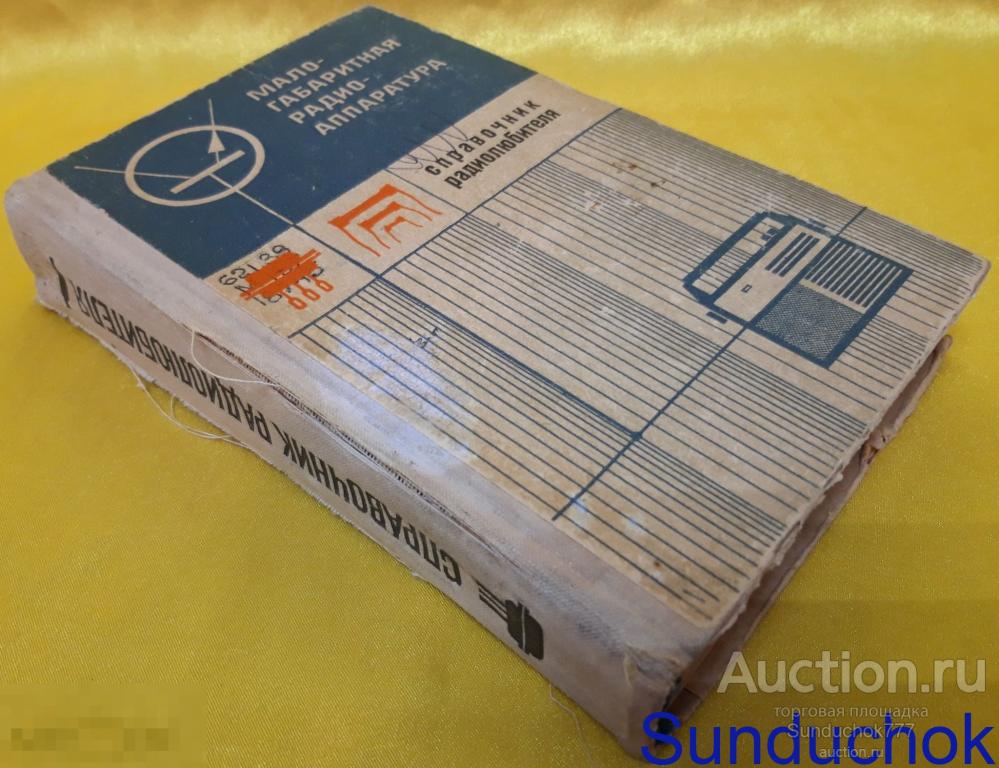 МАЛО-
ГАБАРИТНАЯ
РАДИО-
АППАРАТУРА
справочник
радиолюбителя
СПРАВОЧНИК РАДИОЛЮБИТЕЛЯ
Auction.ru
торговая площадка
Sunduchok777
auction.ru
Sunduchok